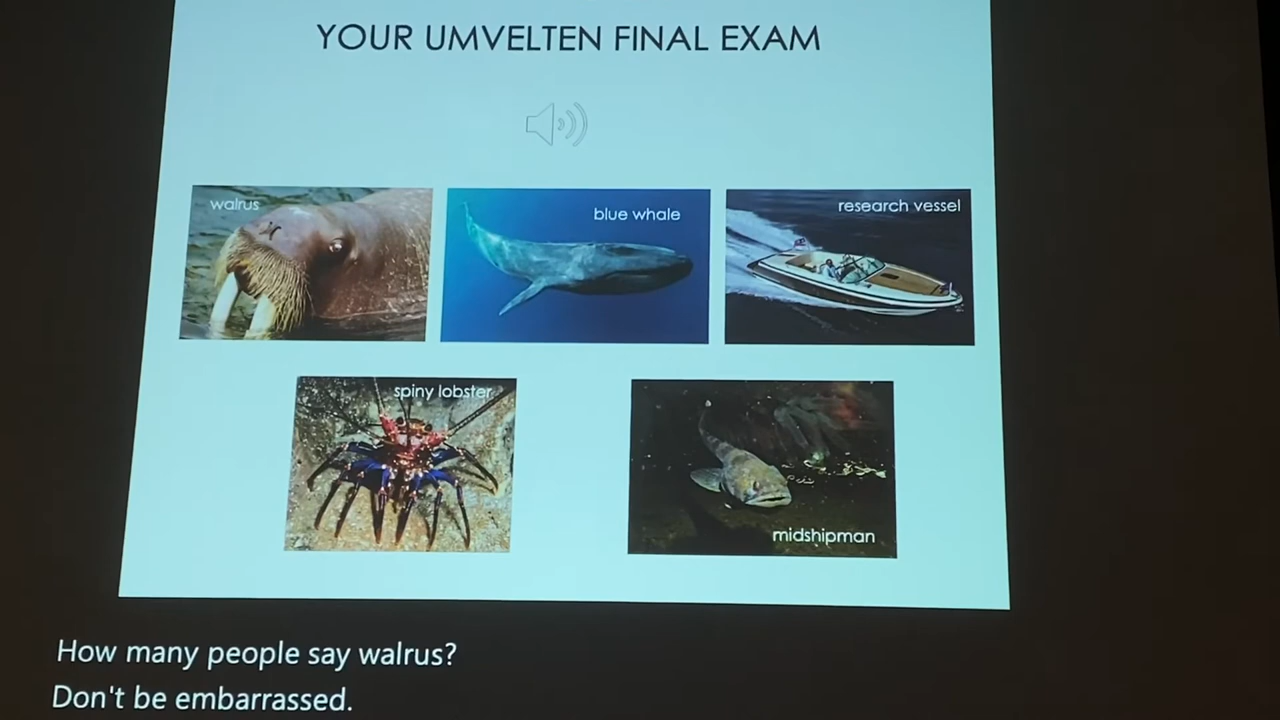 YOUR UMVELTEN FINAL EXAM
walrus
blue whale
research vessel
spiny lobster
midshipman
How many people say walrus?
Don't be embarrassed.